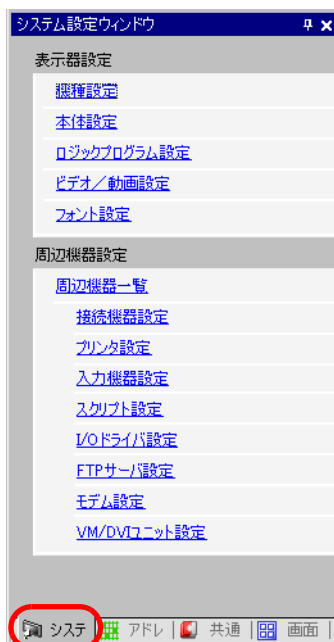 システム設定ウィンドウ
表示器設定
機種設定
本体設定
ロジックプログラム設定
ビデオ／動画設定
フォント設定
周辺機器設定
周辺機器一覧
接続機器設定
プリンタ設定
入力機器設定
スクリプト設定
I/Oドライバ設定
FTPサーバ設定
モデム設定
VM/DVIユニット設定
システ アドレ 共通 画面